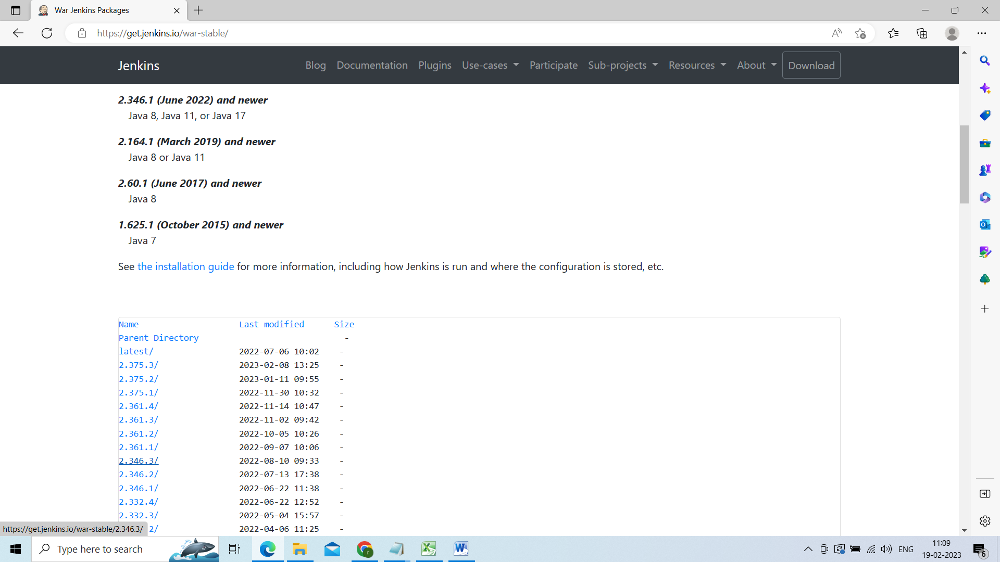 War Jenkins Packages
https://get.jenkins.io/war-stable/
Jenkins Blog Documentation Plugins Use-cases Participate Sub-projects Resources About Download
2.346.1 (June 2022) and newer
Java 8, Java 11, or Java 17
2.164.1 (March 2019) and newer
Java 8 or Java 11
2.60.1 (June 2017) and newer
Java 8
1.625.1 (October 2015) and newer
Java 7
See the installation guide for more information, including how Jenkins is run and where the configuration is stored, etc.
Name Last modified Size
Parent Directory -
latest/ 2022-07-06 10:02 -
2.375.3/ 2023-02-08 13:25 -
2.375.2/ 2023-01-11 09:55 -
2.375.1/ 2022-11-30 10:32 -
2.361.4/ 2022-11-14 10:47 -
2.361.3/ 2022-11-02 09:42 -
2.361.2/ 2022-10-05 10:26 -
2.361.1/ 2022-09-07 10:06 -
2.346.3/ 2022-08-10 09:33 -
2.346.2/ 2022-07-13 17:38 -
2.346.1/ 2022-06-22 11:38 -
2.332.4/ 2022-06-22 12:52 -
2.332.3/ 2022-05-04 15:57 -
2/ 2022-04-06 11:25 -
https://get.jenkins.io/war-stable/2.346.3/
Type here to search
ENG
11:09
19-02-2023
6